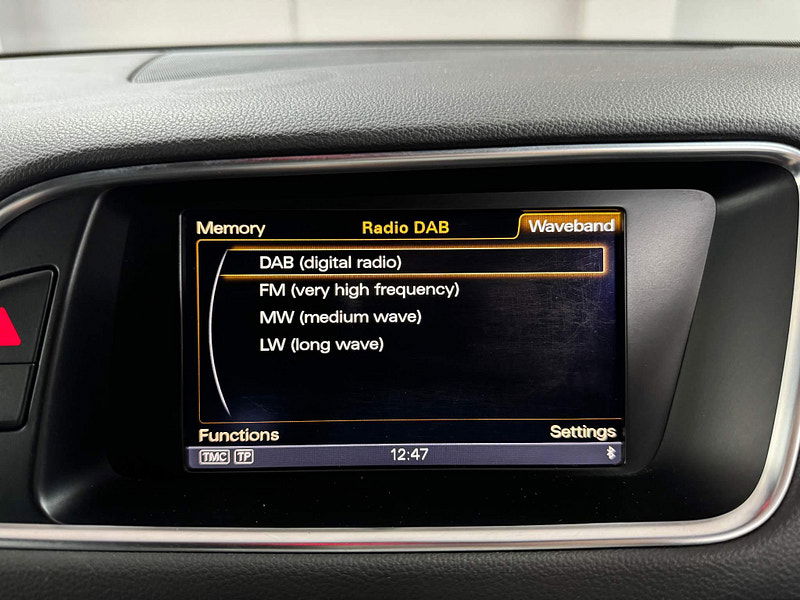 Memory Radio DAB Waveband
DAB (digital radio)
FM (very high frequency)
MW (medium wave)
LW (long wave)
Functions Settings
TMC TP 12:47